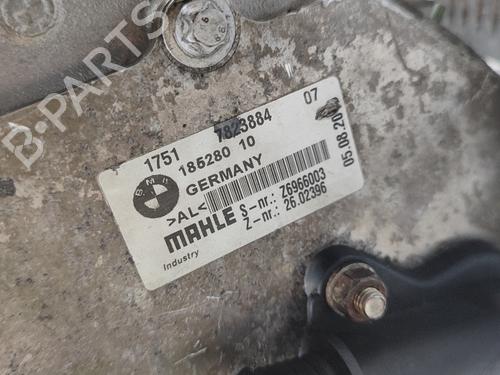 1751 7823884 07
185280 10
GERMANY
BMW
>AL<
MAHLE
Industry
S-nr.: Z6966003
Z-nr.: 26.02396
05.08.20
B-PARTS